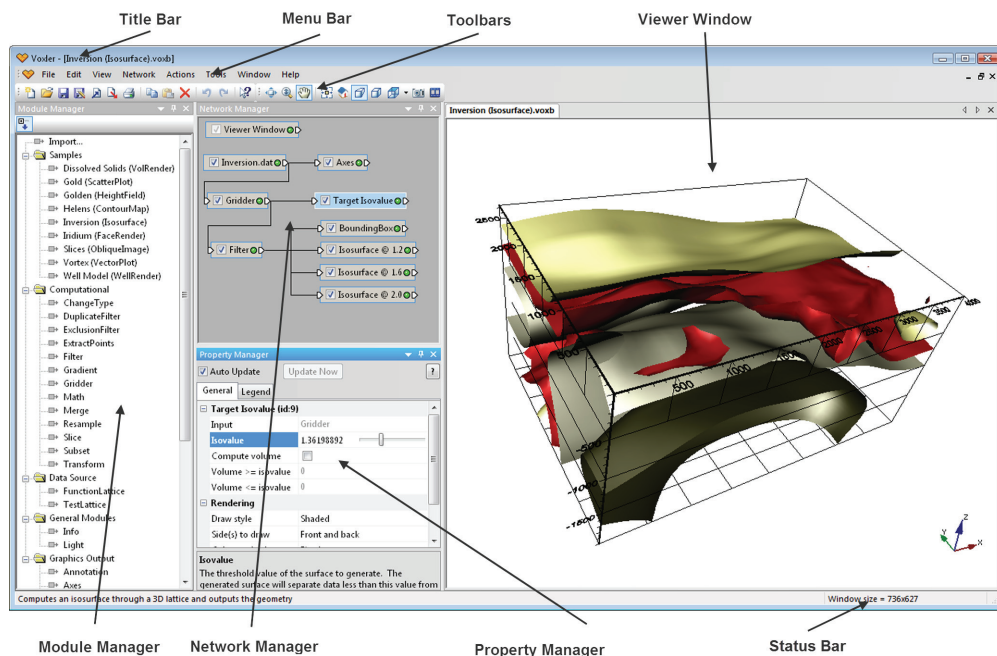 Title Bar
Menu Bar
Toolbars
Viewer Window
Voxler - [Inversion (Isosurface).voxb]
File Edit View Network Actions Tools Window Help
Module Manager
Network Manager
Inversion (Isosurface).voxb
Import...
Samples
Dissolved Solids (VolRender)
Gold (ScatterPlot)
Golden (HeightField)
Helens (ContourMap)
Inversion (Isosurface)
Iridium (FaceRender)
Slices (ObliqueImage)
Vortex (VectorPlot)
Well Model (WellRender)
Computational
ChangeType
DuplicateFilter
ExclusionFilter
ExtractPoints
Filter
Gradient
Gridder
Math
Merge
Resample
Slice
Subset
Transform
Data Source
FunctionLattice
TestLattice
General Modules
Info
Light
Graphics Output
Annotation
Axes
Viewer Window
Inversion.dat
Axes
Gridder
Target Isovalue
BoundingBox
Filter
Isosurface @ 1.2
Isosurface @ 1.6
Isosurface @ 2.0
Property Manager
Auto Update
Update Now
?
General
Legend
Target Isovalue (id:9)
Input Gridder
Isovalue 1.36198892
Compute volume
Volume >= isovalue 0
Volume <= isovalue 0
Rendering
Draw style Shaded
Side(s) to draw Front and back
Isovalue
The threshold value of the surface to generate. The
generated surface will separate data less than this value from
2500
2000
1500
1000
500
-500
-1000
-1500
500
1000
1500
2000
2500
3000
3500
4000
Z
Y
X
Computes an isosurface through a 3D lattice and outputs the geometry
Window size = 736x627
Module Manager
Network Manager
Property Manager
Status Bar